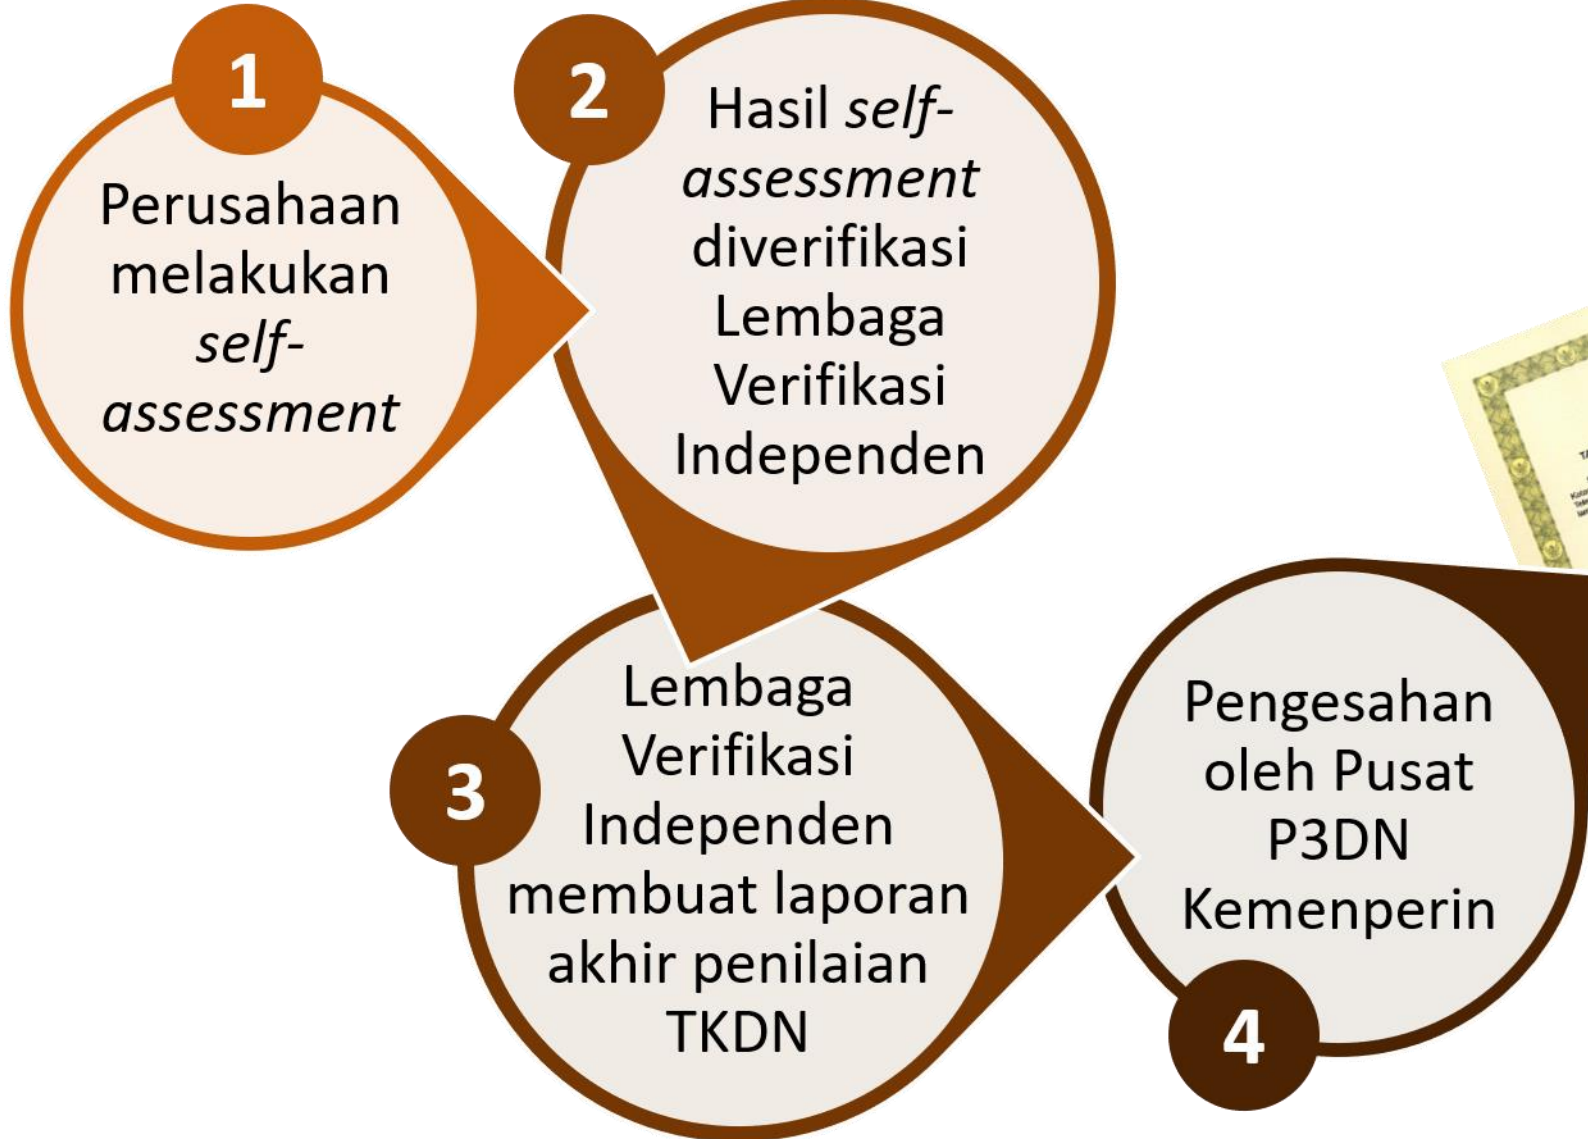 1
Perusahaan
melakukan
self-
assessment
2
Hasil self-
assessment
diverifikasi
Lembaga
Verifikasi
Independen
3
Lembaga
Verifikasi
Independen
membuat laporan
akhir penilaian
TKDN
Pengesahan
oleh Pusat
P3DN
Kemenperin
4